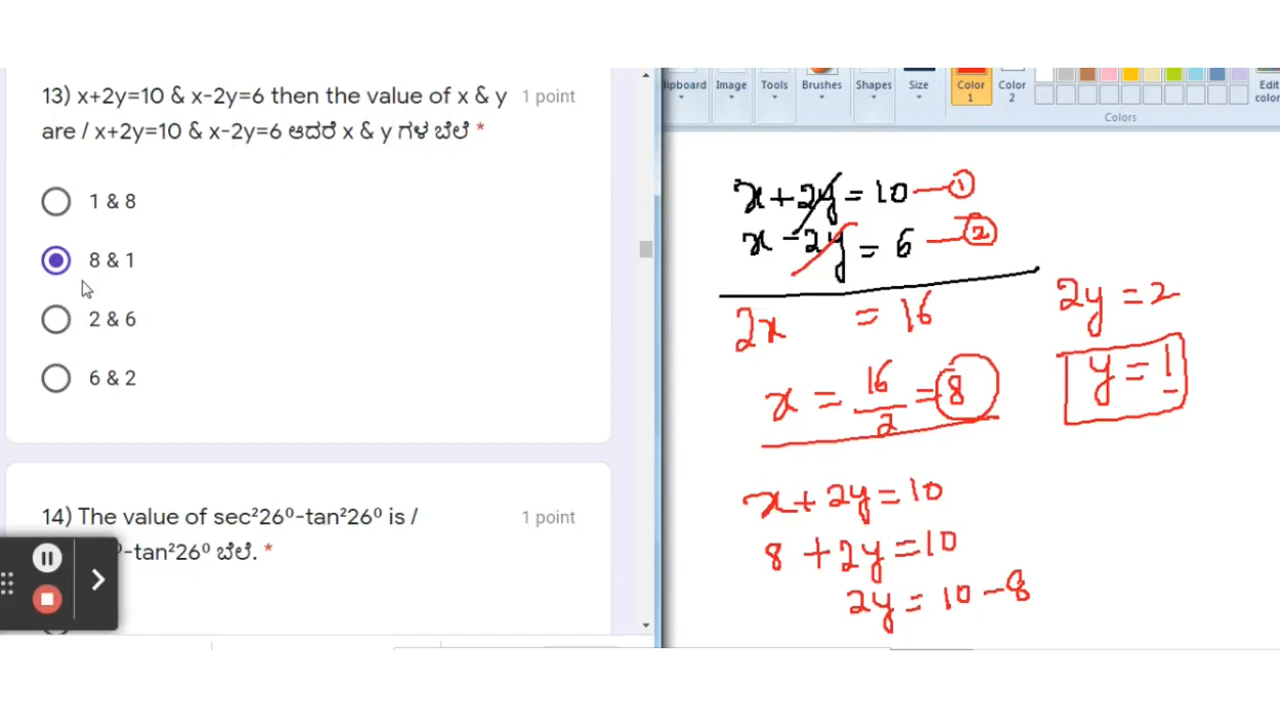 13) x+2y=10 & x-2y=6 then the value of x & y 1 point
are / x+2y=10 & x-2y=6 ಆದರೆ x & y ಗಳ ಬೆಲೆ *
1 & 8
8 & 1
2 & 6
6 & 2
14) The value of sec²26⁰-tan²26⁰ is / 1 point
-tan²26⁰ ಬೆಲೆ. *
lipboard Image Tools Brushes Shapes Size Color 1 Color 2 Edit color
Colors
x + 2y = 10 — 1
x - 2y = 6 — 2
2x = 16
x = 16/2 = 8
x + 2y = 10
8 + 2y = 10
2y = 10 - 8
2y = 2
y = 1